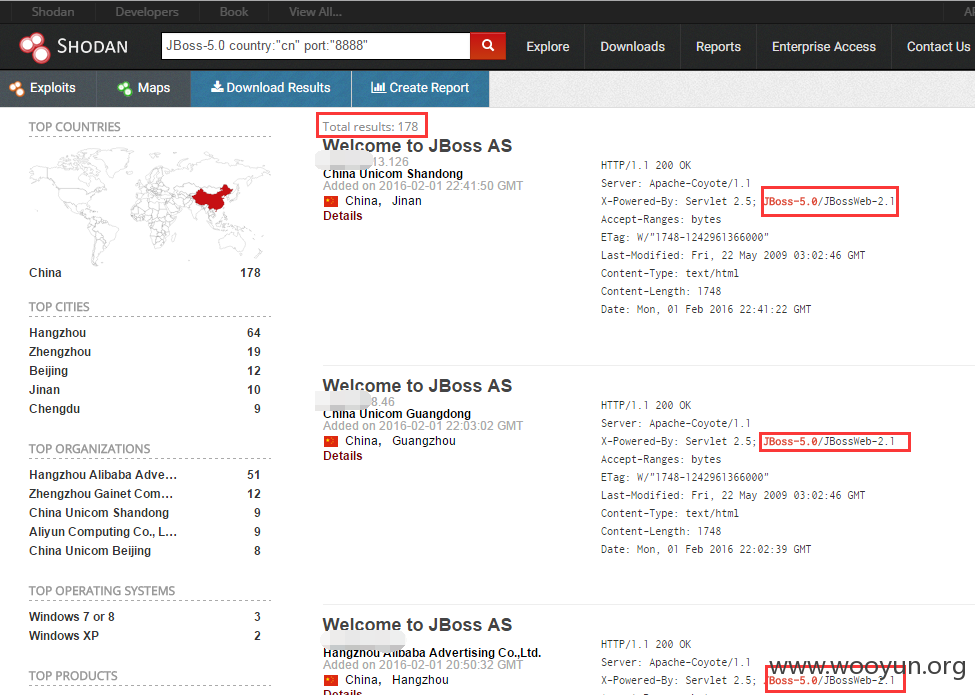 Shodan Developers Book View All...
SHODAN JBoss-5.0 country:"cn" port:"8888" Explore Downloads Reports Enterprise Access Contact Us
Exploits Maps Download Results Create Report
TOP COUNTRIES
China 178
TOP CITIES
Hangzhou 64
Zhengzhou 19
Beijing 12
Jinan 10
Chengdu 9
TOP ORGANIZATIONS
Hangzhou Alibaba Adve... 51
Zhengzhou Gainet Com... 12
China Unicom Shandong 9
Aliyun Computing Co., L... 9
China Unicom Beijing 8
TOP OPERATING SYSTEMS
Windows 7 or 8 3
Windows XP 2
TOP PRODUCTS
Total results: 178
Welcome to JBoss AS
13.126
China Unicom Shandong
Added on 2016-02-01 22:41:50 GMT
China, Jinan
Details
HTTP/1.1 200 OK
Server: Apache-Coyote/1.1
X-Powered-By: Servlet 2.5; JBoss-5.0/JBossWeb-2.1
Accept-Ranges: bytes
ETag: W/"1748-1242961366000"
Last-Modified: Fri, 22 May 2009 03:02:46 GMT
Content-Type: text/html
Content-Length: 1748
Date: Mon, 01 Feb 2016 22:41:22 GMT
Welcome to JBoss AS
8.46
China Unicom Guangdong
Added on 2016-02-01 22:03:02 GMT
China, Guangzhou
Details
HTTP/1.1 200 OK
Server: Apache-Coyote/1.1
X-Powered-By: Servlet 2.5; JBoss-5.0/JBossWeb-2.1
Accept-Ranges: bytes
ETag: W/"1748-1242961366000"
Last-Modified: Fri, 22 May 2009 03:02:46 GMT
Content-Type: text/html
Content-Length: 1748
Date: Mon, 01 Feb 2016 22:02:39 GMT
Welcome to JBoss AS
Hangzhou Alibaba Advertising Co.,Ltd.
Added on 2016-02-01 20:50:32 GMT
China, Hangzhou
Details
HTTP/1.1 200 OK
Server: Apache-Coyote/1.1
X-Powered-By: Servlet 2.5; JBoss-5.0/JBossWeb-2.1
www.wooyun.org